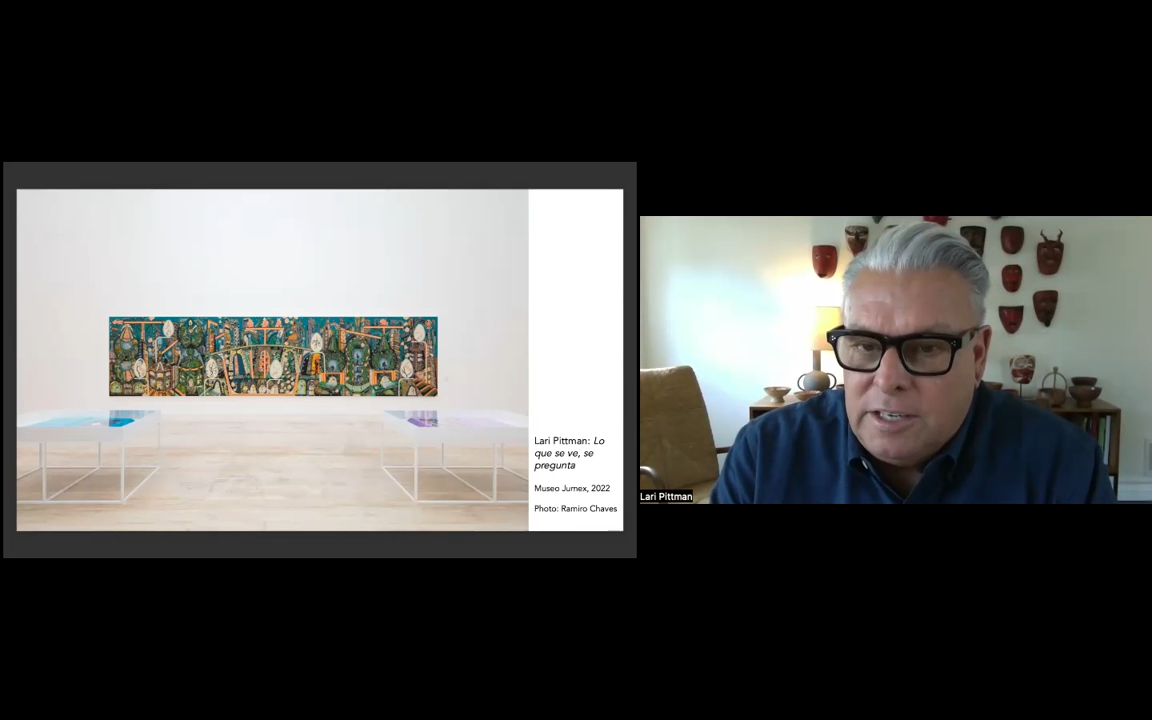 Lari Pittman: Lo
que se ve, se
pregunta
Museo Jumex, 2022
Photo: Ramiro Chaves
Lari Pittman